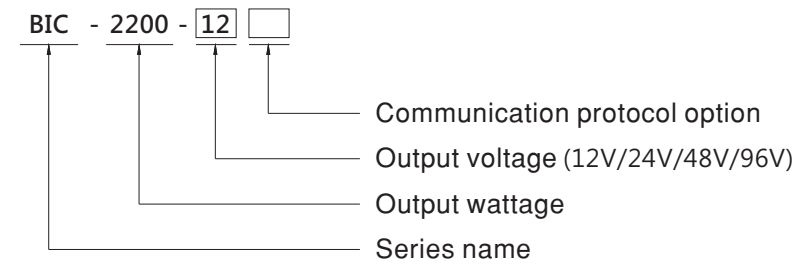 BIC - 2200 - 12
Communication protocol option
Output voltage (12V/24V/48V/96V)
Output wattage
Series name